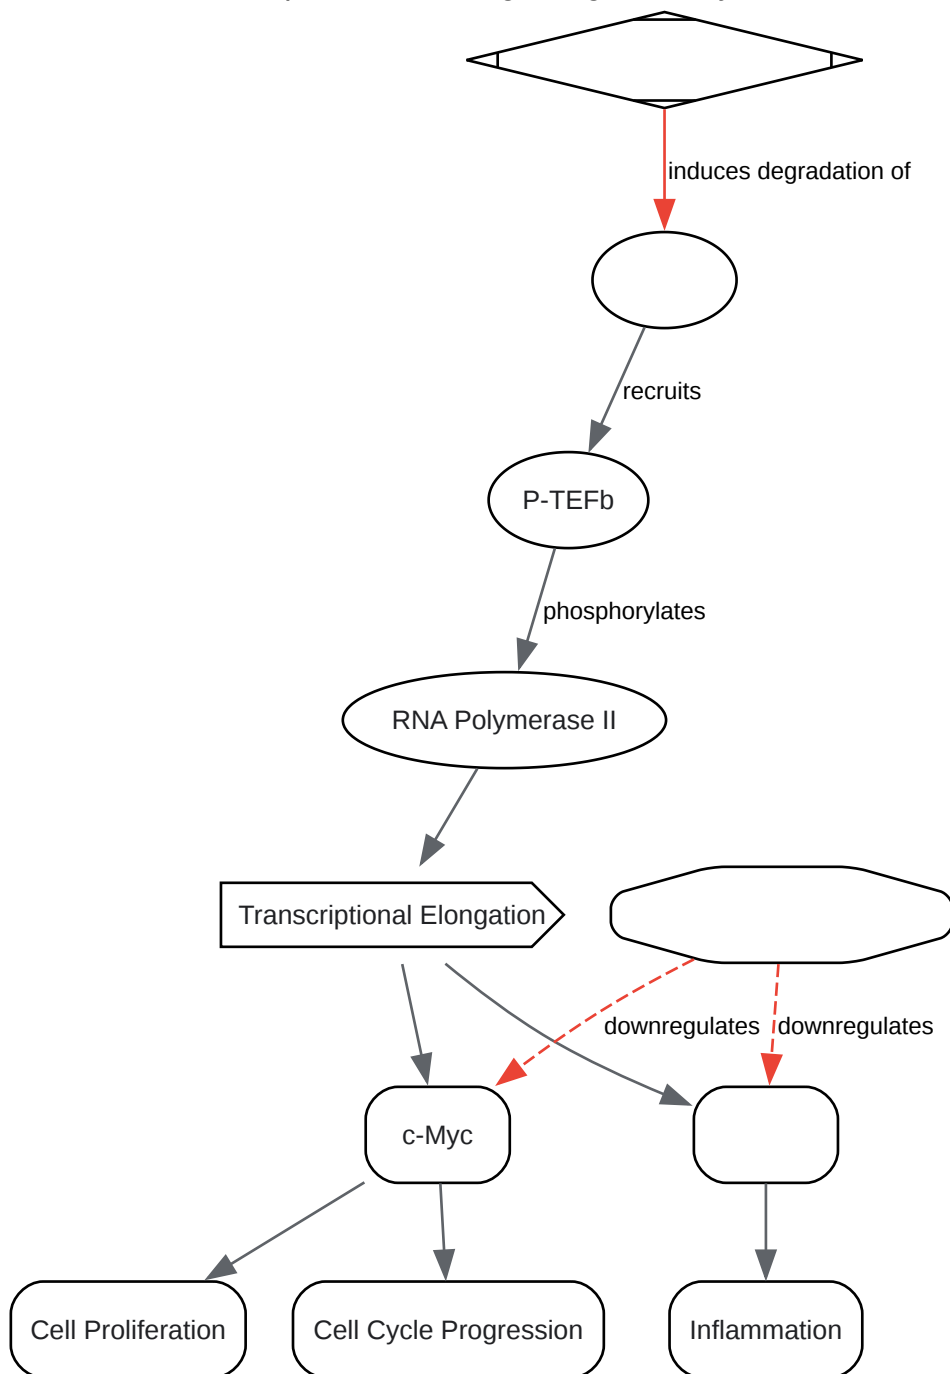 induces degradation of
recruits
P-TEFb
phosphorylates
RNA Polymerase II
Transcriptional Elongation
downregulates
downregulates
c-Myc
Cell Proliferation
Cell Cycle Progression
Inflammation